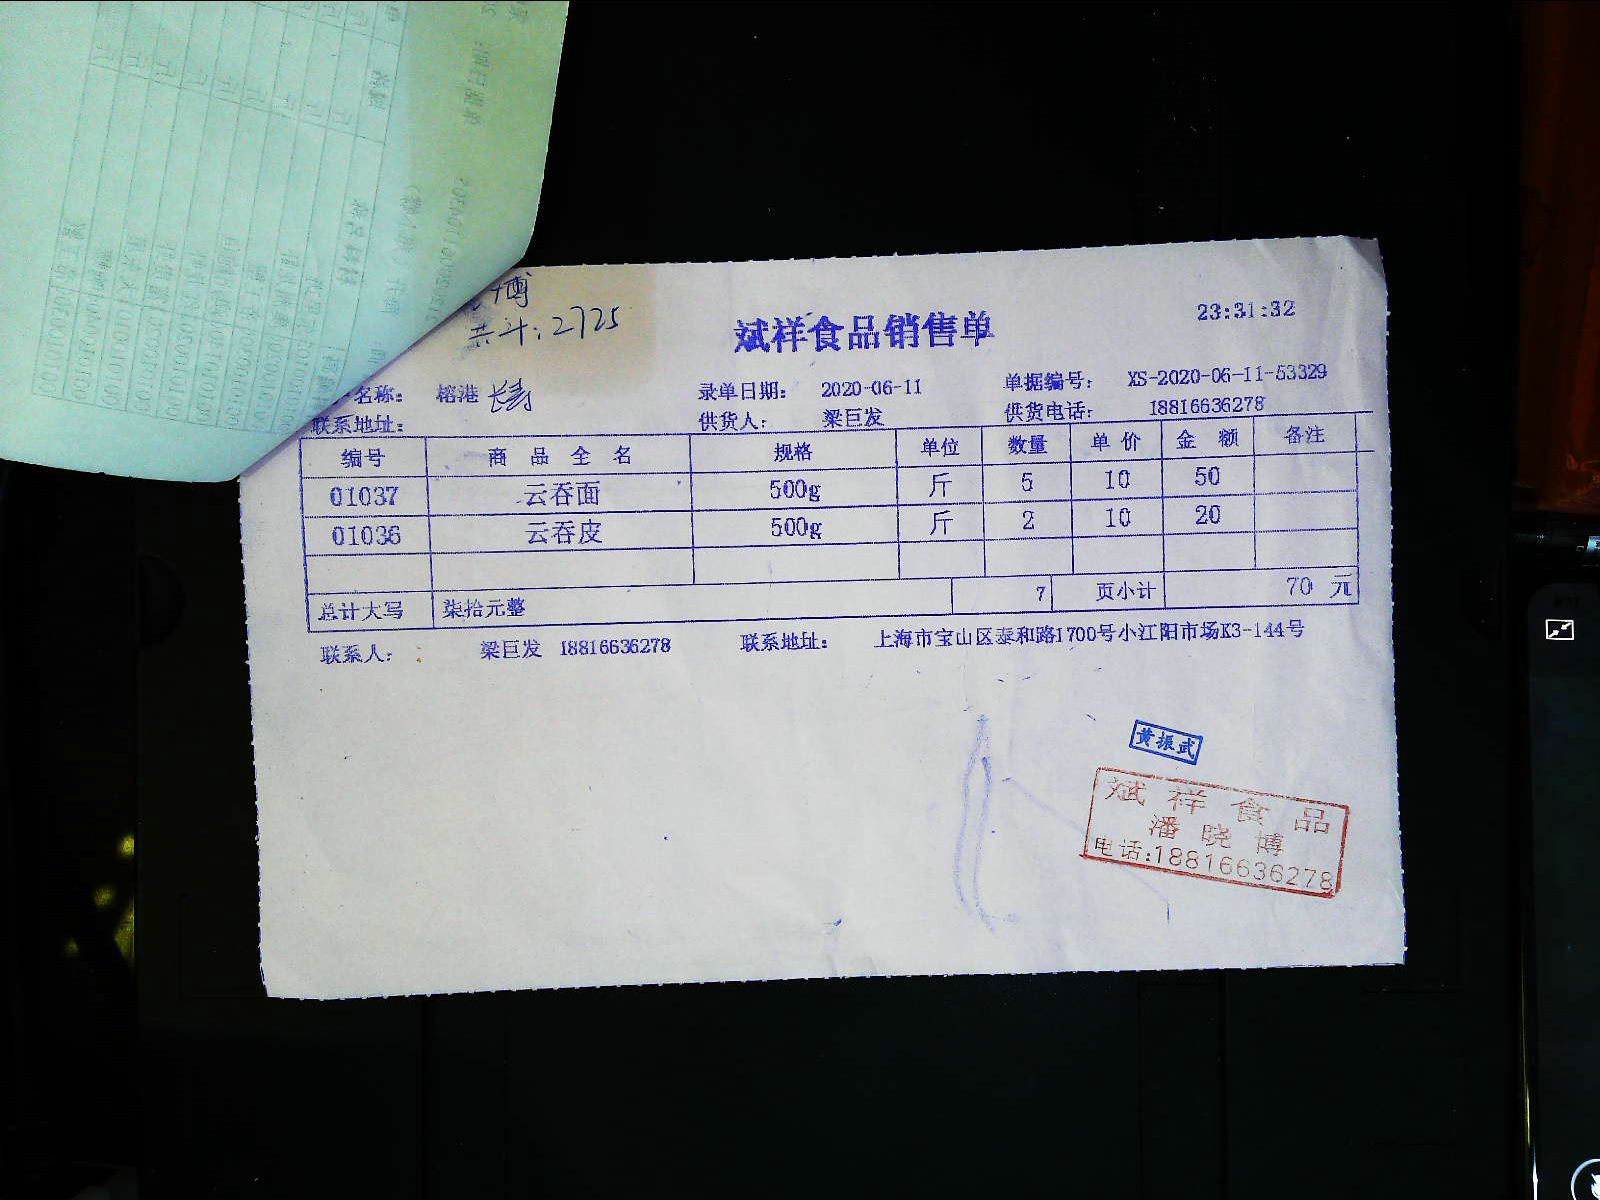 博
共斗:2725
斌祥食品销售单
23:31:32
名称: 榕港 长寿 录单日期: 2020-06-11 单据编号: XS-2020-06-11-53329
联系地址: 供货人: 梁巨发 供货电话: 18816636278
编号 商品全名 规格 单位 数量 单价 金额 备注
01037 云吞面 500g 斤 5 10 50
01036 云吞皮 500g 斤 2 10 20
总计大写 柒拾元整 7 页小计 70 元
联系人: 梁巨发 18816636278 联系地址: 上海市宝山区泰和路1700号小江阳市场K3-144号
黄振武
斌祥食品
潘晓博
电话:18816636278